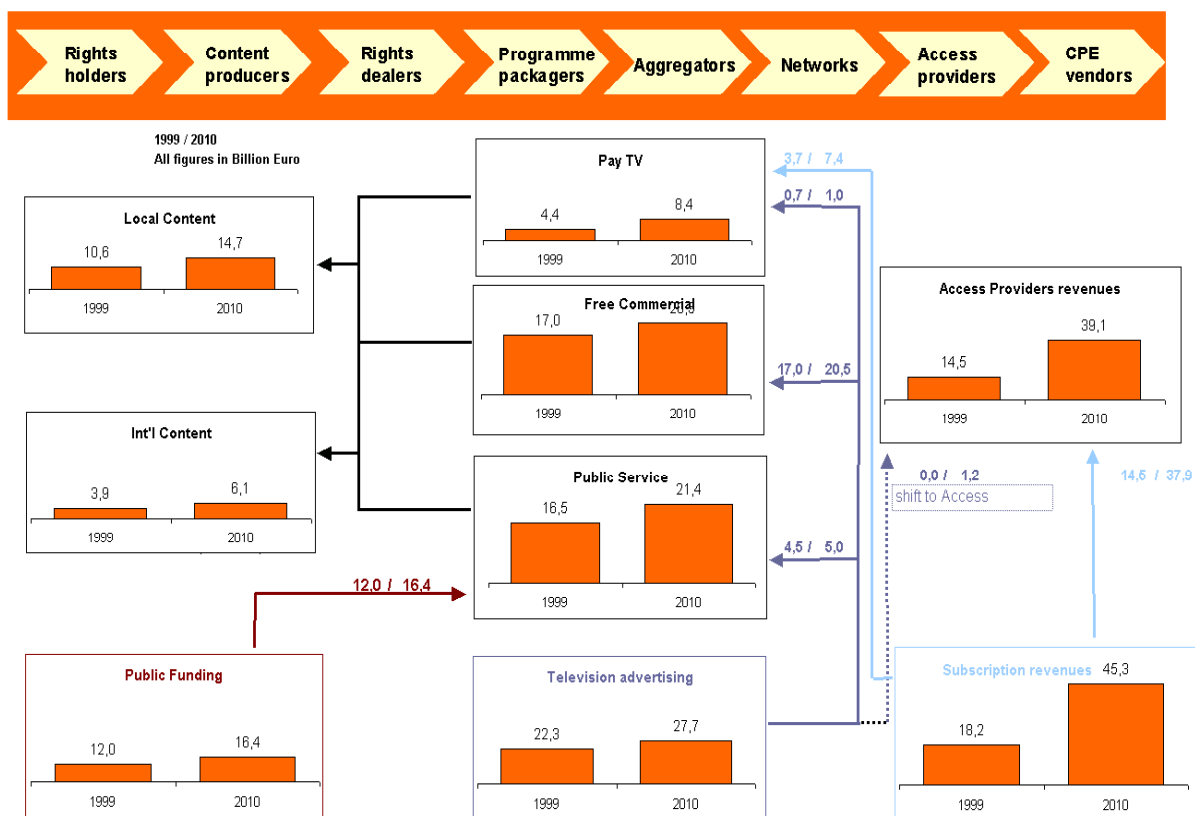 Rights holders
Content producers
Rights dealers
Programme packagers
Aggregators
Networks
Access providers
CPE vendors
1999 / 2010
All figures in Billion Euro
Pay TV
4,4
8,4
1999
2010
3,7 / 7,4
0,7 / 1,0
Local Content
10,6
14,7
1999
2010
Free Commercial
17,0
1999
2010
17,0 / 20,5
Access Providers revenues
14,5
39,1
1999
2010
Int'l Content
3,9
6,1
1999
2010
Public Service
16,5
21,4
1999
2010
0,0 / 1,2
shift to Access
14,5 / 37,9
4,5 / 5,0
12,0 / 16,4
Public Funding
12,0
16,4
1999
2010
Television advertising
22,3
27,7
1999
2010
Subscription revenues
18,2
45,3
1999
2010